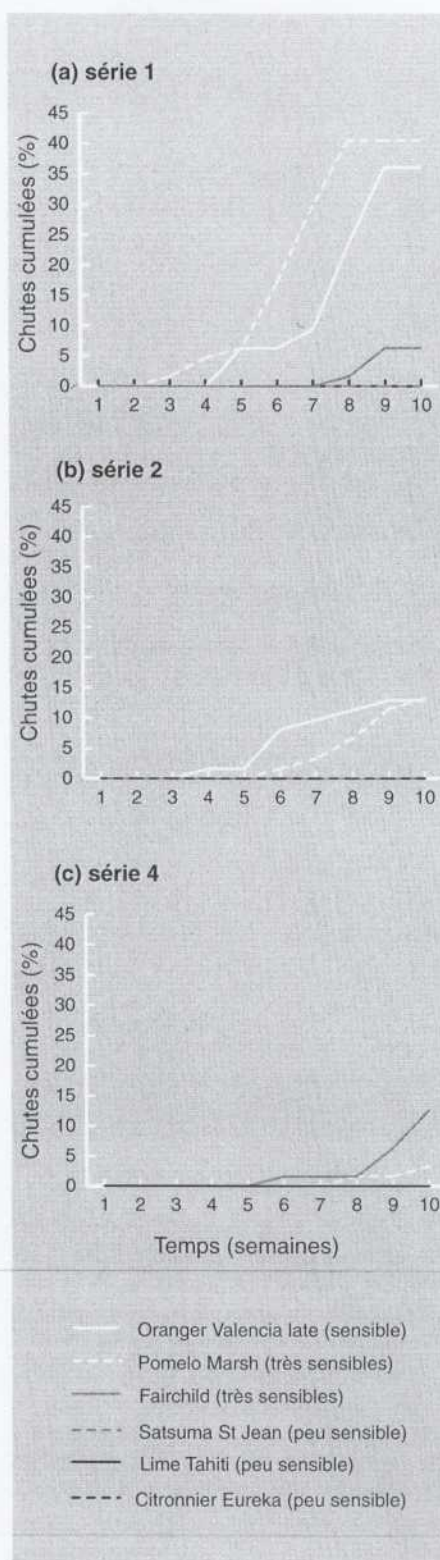 (a) série 1
Chutes cumulées (%)
45
40
35
30
25
20
15
10
5
0
1 2 3 4 5 6 7 8 9 10
(b) série 2
Chutes cumulées (%)
45
40
35
30
25
20
15
10
5
0
1 2 3 4 5 6 7 8 9 10
(c) série 4
Chutes cumulées (%)
45
40
35
30
25
20
15
10
5
0
1 2 3 4 5 6 7 8 9 10
Temps (semaines)
Oranger Valencia late (sensible)
Pomelo Marsh (très sensibles)
Fairchild (très sensibles)
Satsuma St Jean (peu sensible)
Lime Tahiti (peu sensible)
Citronnier Eureka (peu sensible)